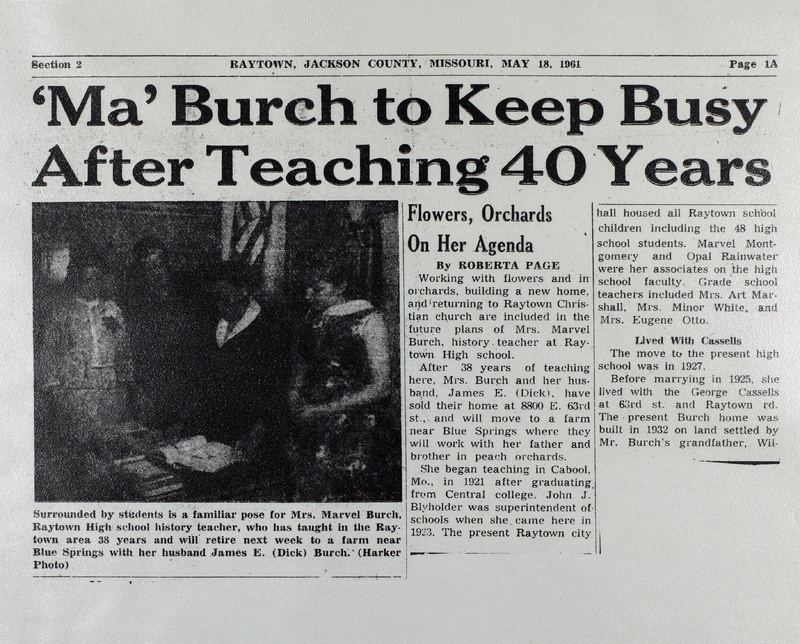 Section 2 RAYTOWN, JACKSON COUNTY, MISSOURI, MAY 18, 1961 Page 1A
‘Ma’ Burch to Keep Busy
After Teaching 40 Years
Surrounded by students is a familiar pose for Mrs. Marvel Burch,
Raytown High school history teacher, who has taught in the Ray-
town area 38 years and will retire next week to a farm near
Blue Springs with her husband James E. (Dick) Burch. (Harker
Photo)
Flowers, Orchards
On Her Agenda
By ROBERTA PAGE
Working with flowers and in
orchards, building a new home,
and returning to Raytown Chris-
tian church are included in the
future plans of Mrs. Marvel
Burch, history teacher at Ray-
town High school.
After 38 years of teaching
here, Mrs. Burch and her hus-
band, James E. (Dick), have
sold their home at 8800 E. 63rd
st., and will move to a farm
near Blue Springs where they
will work with her father and
brother in peach orchards.
She began teaching in Cabool,
Mo., in 1921 after graduating
from Central college. John J.
Blyholder was superintendent of
schools when she came here in
1923. The present Raytown city
hall housed all Raytown school
children including the 48 high
school students. Marvel Mont-
gomery and Opal Rainwater
were her associates on the high
school faculty. Grade school
teachers included Mrs. Art Mar-
shall, Mrs. Minor White, and
Mrs. Eugene Otto.
Lived With Cassells
The move to the present high
school was in 1927.
Before marrying in 1925, she
lived with the George Cassells
at 63rd st. and Raytown rd.
The present Burch home was
built in 1932 on land settled by
Mr. Burch's grandfather, Wil-